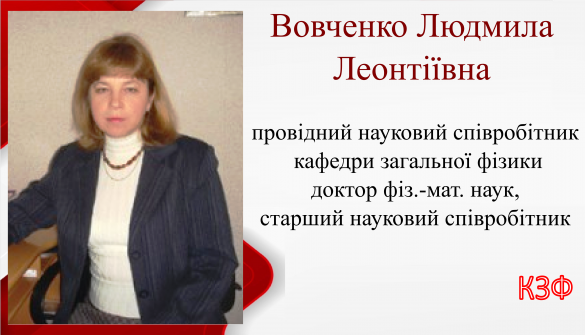 Вовченко Людмила
Леонтіївна
провідний науковий співробітник
кафедри загальної фізики
доктор фіз.-мат. наук,
старший науковий співробітник
КЗФ